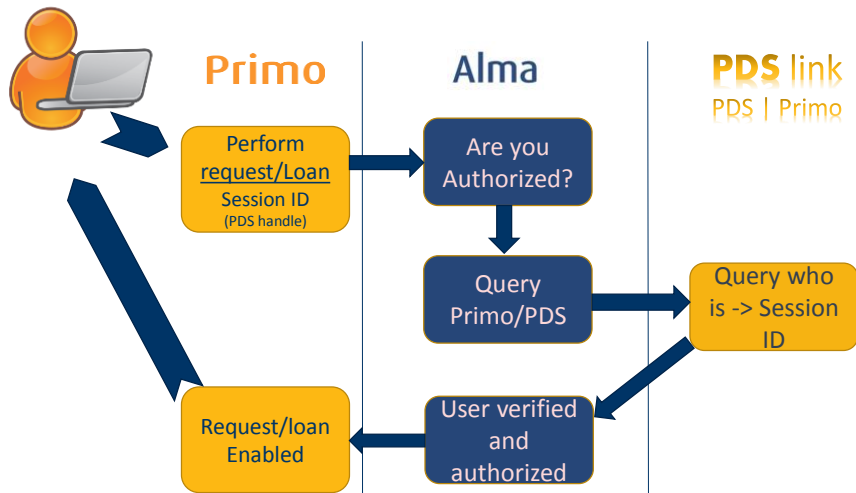 Primo
Alma
PDS link
PDS | Primo
Perform
request/Loan
Session ID
(PDS handle)
Are you
Authorized?
Query
Primo/PDS
Query who
is -> Session
ID
User verified
and
authorized
Request/loan
Enabled